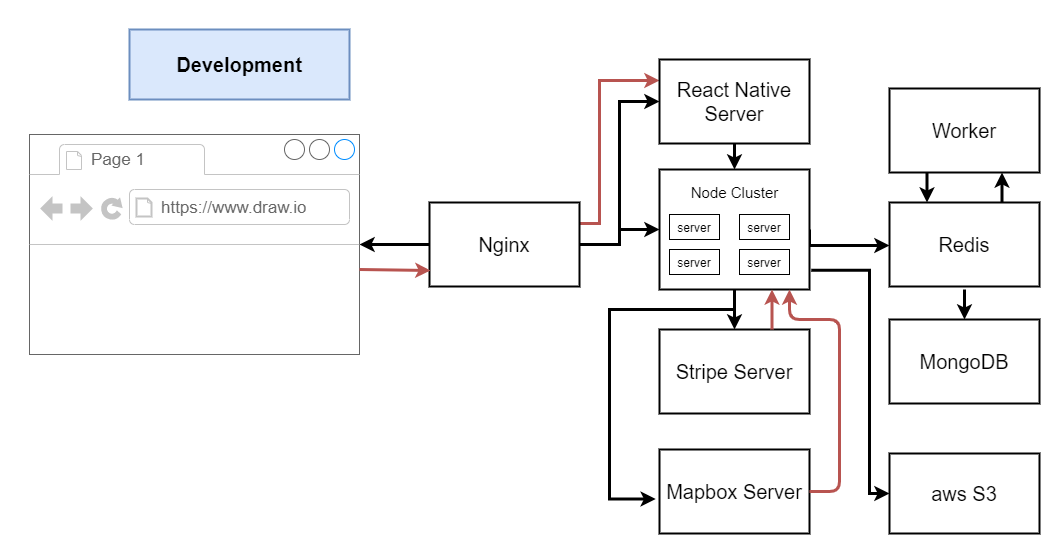 Development
Page 1
https://www.draw.io
Nginx
React Native
Server
Node Cluster
server
server
server
server
Stripe Server
Mapbox Server
Worker
Redis
MongoDB
aws S3